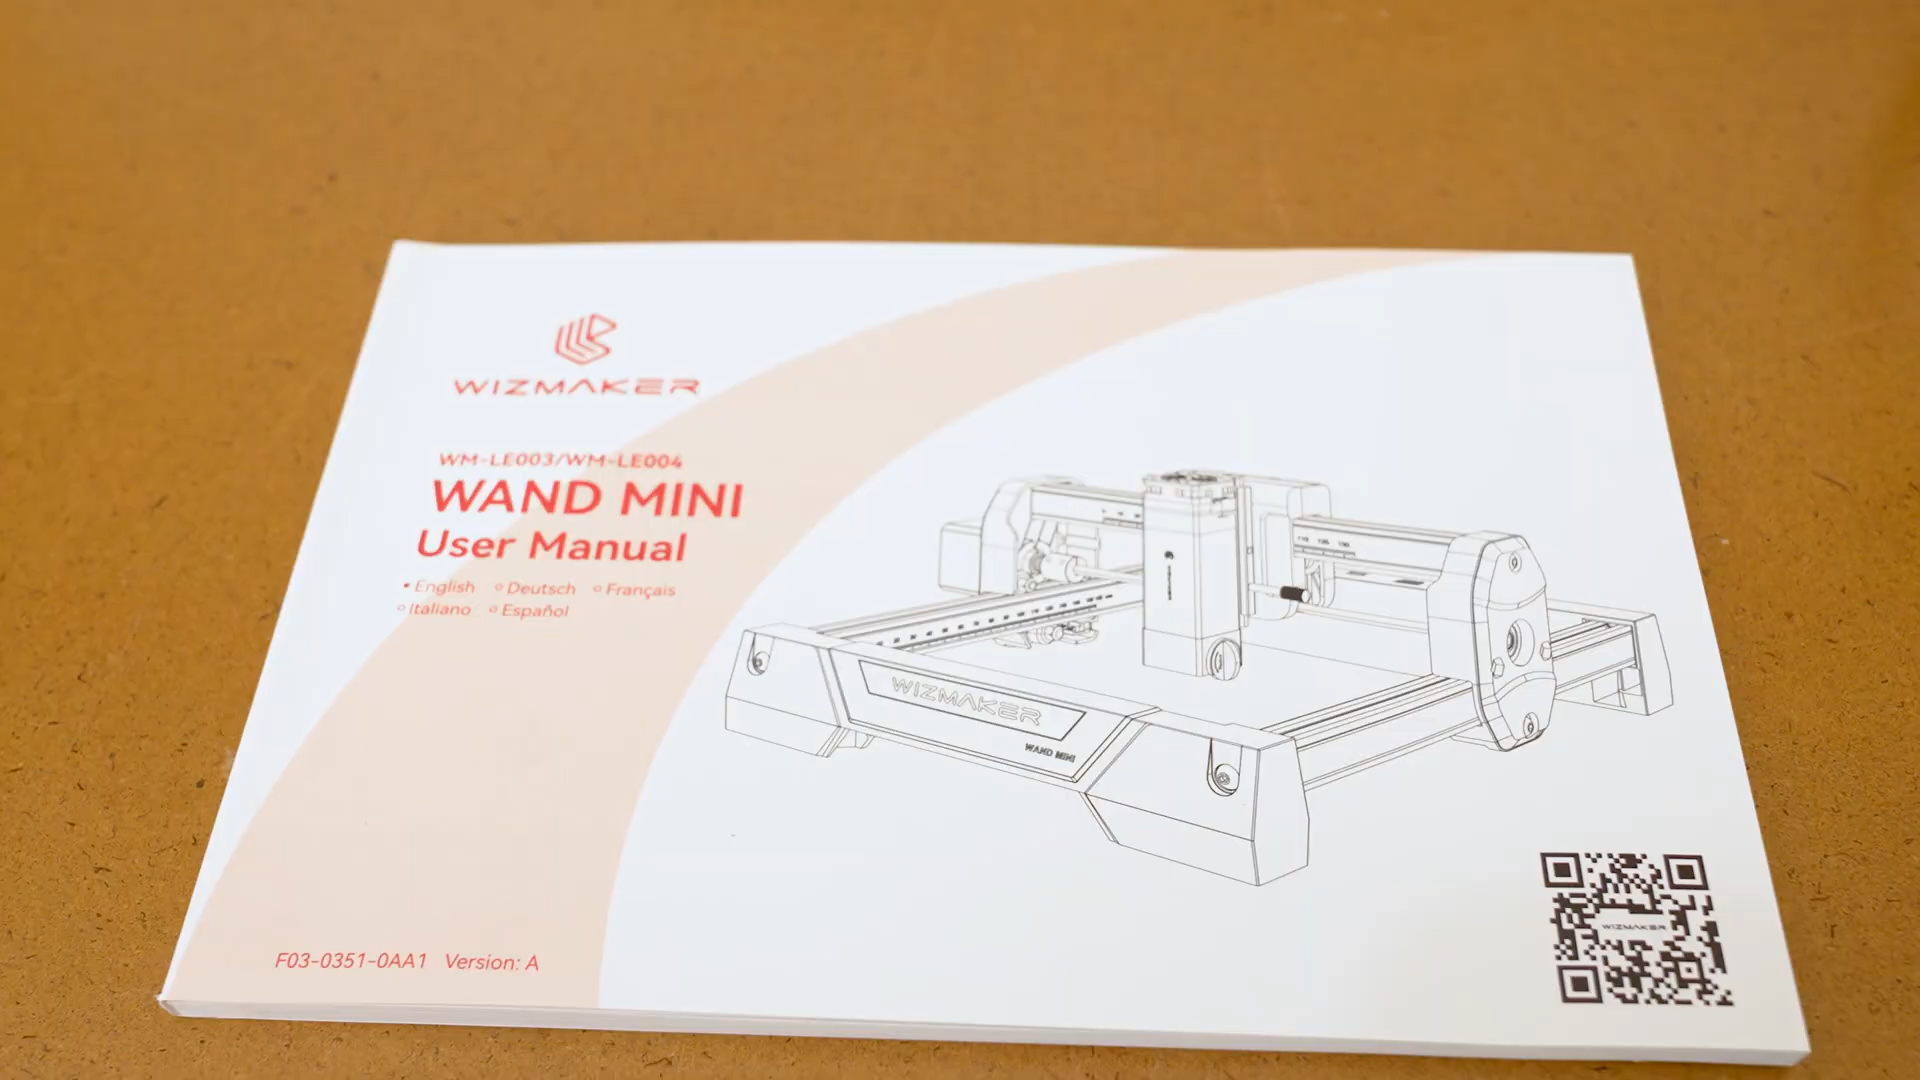 WIZMAKER
WM-LE003/WM-LE004
WAND MINI
User Manual
• English ○ Deutsch ○ Français
○ Italiano ○ Español
WIZMAKER
WAND MINI
F03-0351-0AA1 Version: A
WIZMAKER